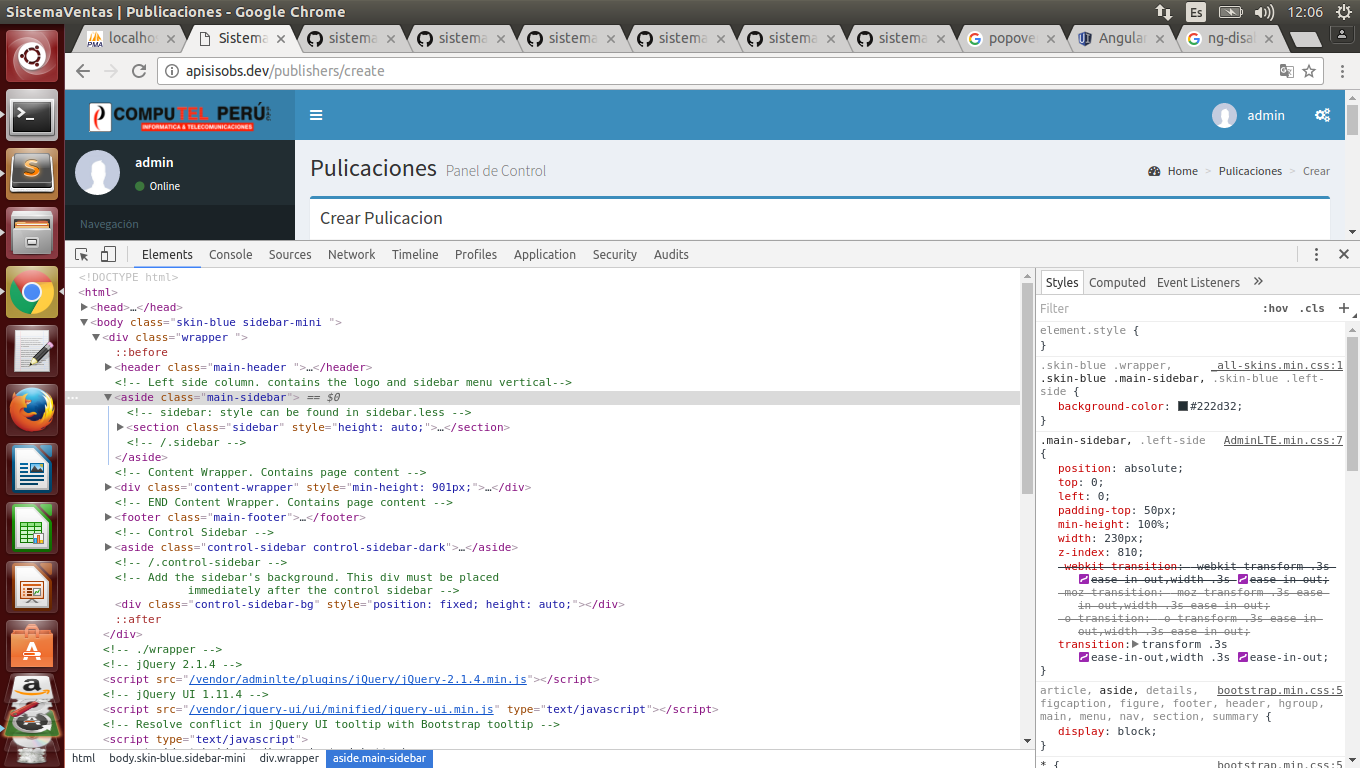 SistemaVentas | Publicaciones - Google Chrome
Es
12:06
localho
Sistema
sistema
sistema
sistema
sistema
sistema
sistema
popove
Angular
ng-disa
apisisobs.dev/publishers/create
COMPUTEL PERÚ
INFORMATICA & TELECOMUNICACIONES
admin
admin
Online
Navegación
Pulicaciones Panel de Control
Home > Pulicaciones > Crear
Crear Pulicacion
Elements Console Sources Network Timeline Profiles Application Security Audits
<!DOCTYPE html>
<html>
<head>…</head>
<body class="skin-blue sidebar-mini ">
<div class="wrapper ">
::before
<header class="main-header ">…</header>
<!-- Left side column. contains the logo and sidebar menu vertical-->
<aside class="main-sidebar"> == $0
<!-- sidebar: style can be found in sidebar.less -->
<section class="sidebar" style="height: auto;">…</section>
<!-- /.sidebar -->
</aside>
<!-- Content Wrapper. Contains page content -->
<div class="content-wrapper" style="min-height: 901px;">…</div>
<!-- END Content Wrapper. Contains page content -->
<footer class="main-footer">…</footer>
<!-- Control Sidebar -->
<aside class="control-sidebar control-sidebar-dark">…</aside>
<!-- /.control-sidebar -->
<!-- Add the sidebar's background. This div must be placed
immediately after the control sidebar -->
<div class="control-sidebar-bg" style="position: fixed; height: auto;"></div>
::after
</div>
<!-- ./wrapper -->
<!-- jQuery 2.1.4 -->
<script src="/vendor/adminlte/plugins/jQuery/jQuery-2.1.4.min.js"></script>
<!-- jQuery UI 1.11.4 -->
<script src="/vendor/jquery-ui/ui/minified/jquery-ui.min.js" type="text/javascript"></script>
<!-- Resolve conflict in jQuery UI tooltip with Bootstrap tooltip -->
<script type="text/javascript">
html body.skin-blue.sidebar-mini div.wrapper aside.main-sidebar
Styles Computed Event Listeners »
Filter :hov .cls +
element.style {
}
.skin-blue .wrapper, _all-skins.min.css:1
.skin-blue .main-sidebar, .skin-blue .left-
side {
background-color: #222d32;
}
.main-sidebar, .left-side AdminLTE.min.css:7
{
position: absolute;
top: 0;
left: 0;
padding-top: 50px;
min-height: 100%;
width: 230px;
z-index: 810;
-webkit-transition: -webkit-transform .3s
ease-in-out,width .3s ease-in-out;
-moz-transition: -moz-transform .3s ease-
in-out,width .3s ease-in-out;
-o-transition: -o-transform .3s ease-in-
out,width .3s ease-in-out;
transition: transform .3s
ease-in-out,width .3s ease-in-out;
}
article, aside, details, bootstrap.min.css:5
figcaption, figure, footer, header, hgroup,
main, menu, nav, section, summary {
display: block;
}
* { bootstrap.min.css:5